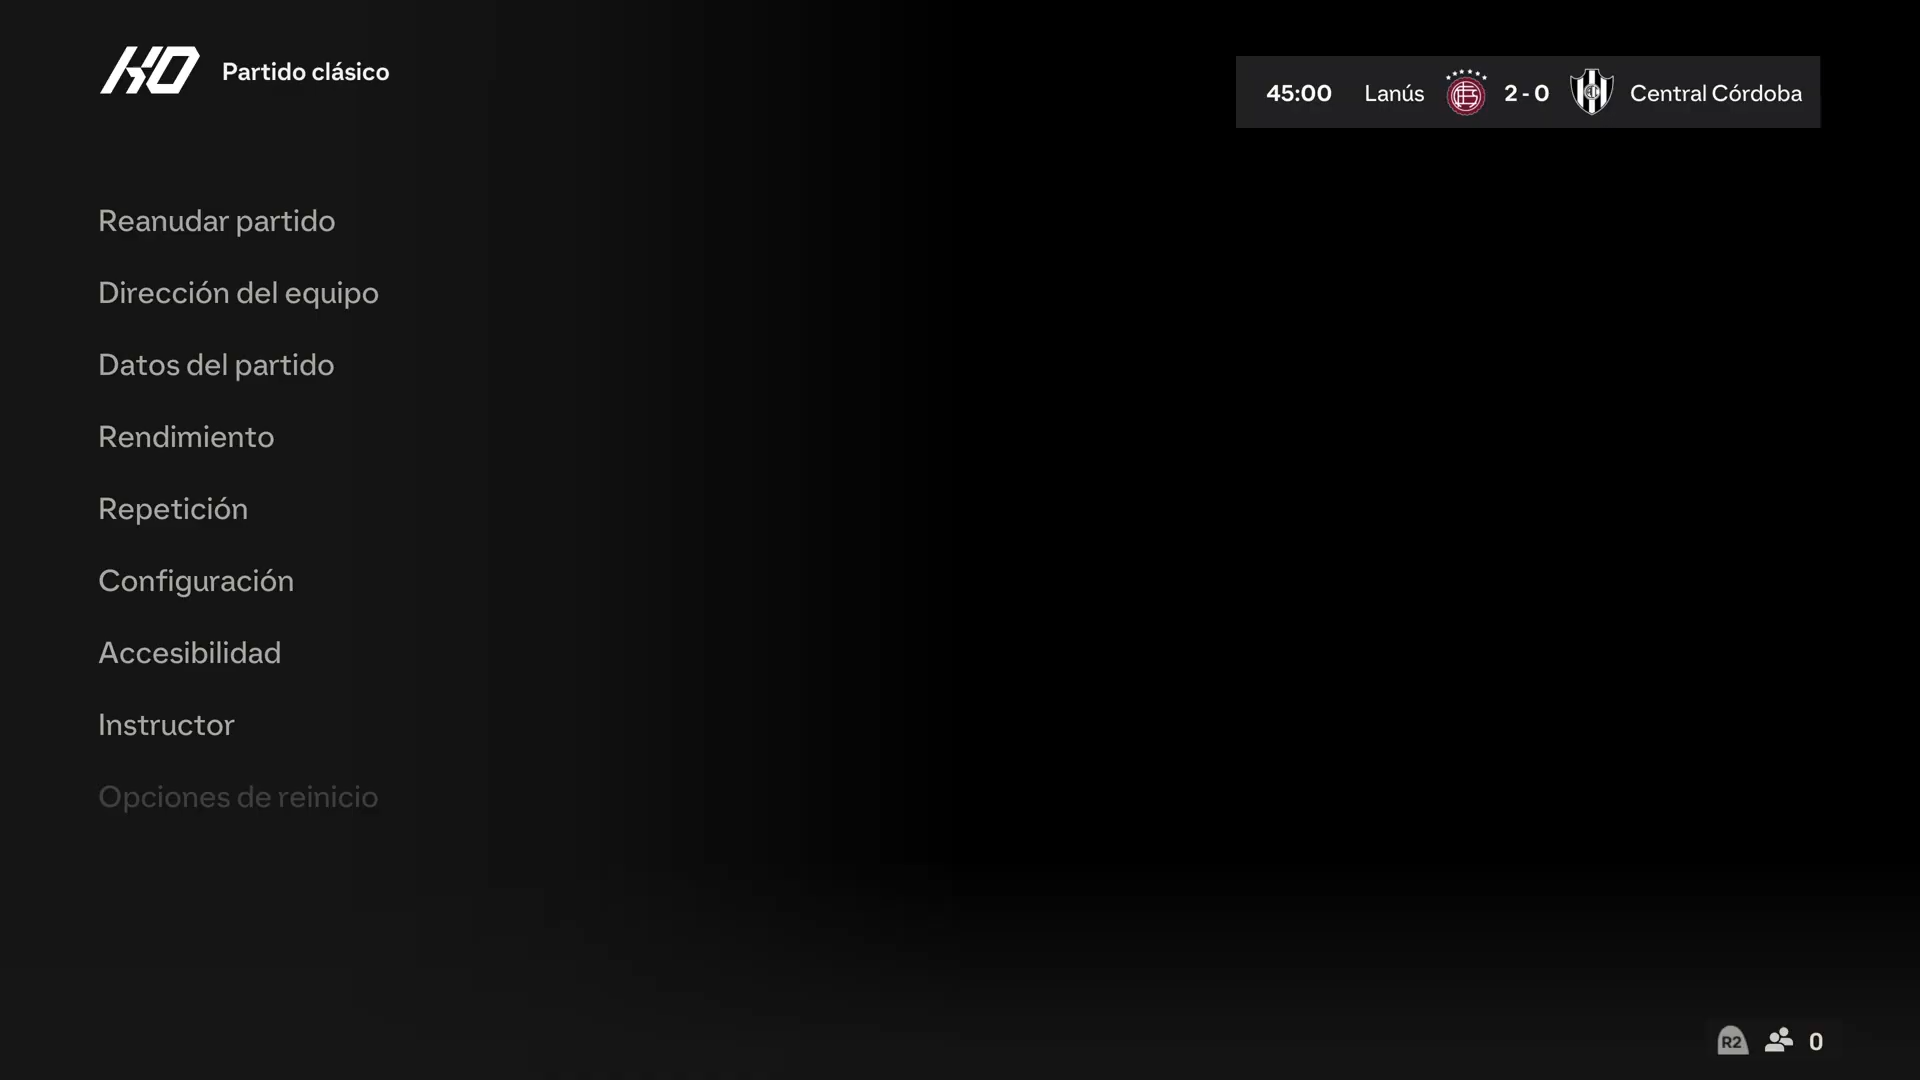 KO Partido clásico
45:00 Lanús 2 - 0 Central Córdoba
Reanudar partido
Dirección del equipo
Datos del partido
Rendimiento
Repetición
Configuración
Accesibilidad
Instructor
Opciones de reinicio
R2 0